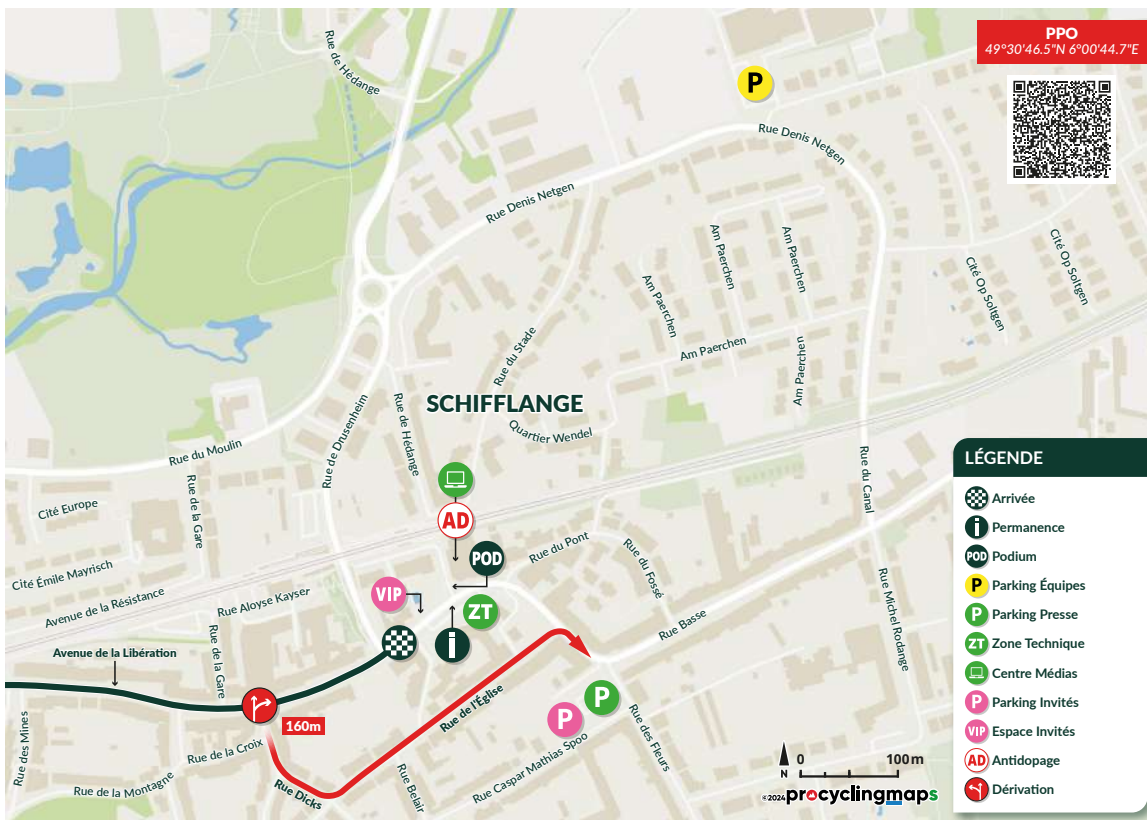 PPO
49°30'46.5"N 6°00'44.7"E
Rue de Hédange
P
Rue Denis Netgen
Rue Denis Netgen
Am Paerchen
Am Paerchen
Cité Op Soltgen
Cité Op Soltgen
Am Paerchen
Am Paerchen
Am Paerchen
Rue du Stade
SCHIFFLANGE
Quartier Wendel
Rue de Drusenheim
Rue de Hédange
Rue du Moulin
Rue de la Gare
Cité Europe
Rue du Canal
AD
POD
Rue du Pont
Rue du Fossé
Cité Émile Mayrisch
Avenue de la Résistance
Rue Aloyse Kayser
VIP
ZT
i
Rue Basse
Rue Michel Rodange
Avenue de la Libération
Rue de la Gare
160m
Rue de l'Église
P
P
Rue des Mines
Rue de la Croix
Rue de la Montagne
Rue Dicks
Rue Belair
Rue Caspar Mathias Spoo
Rue des Fleurs
N
0 100m
©2024 procyclingmaps
LÉGENDE
Arrivée
i Permanence
POD Podium
P Parking Équipes
P Parking Presse
ZT Zone Technique
Centre Médias
P Parking Invités
VIP Espace Invités
AD Antidopage
Dérivation